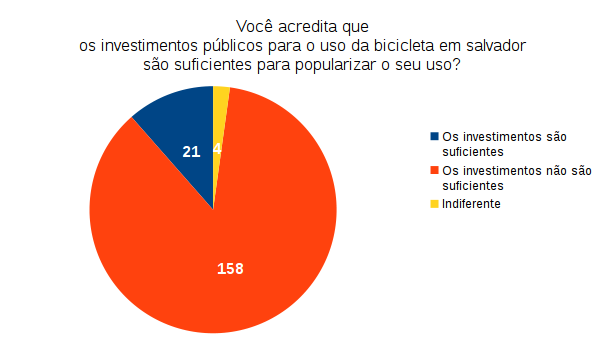 Você acredita que
os investimentos públicos para o uso da bicicleta em salvador
são suficientes para popularizar o seu uso?
21
4
158
Os investimentos são
suficientes
Os investimentos não são
suficientes
Indiferente